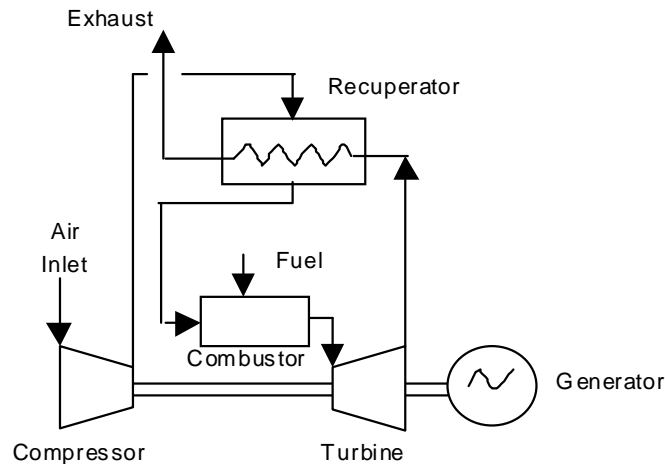 Exhaust
Recuperator
Air
Inlet
Fuel
Combustor
Generator
Compressor
Turbine